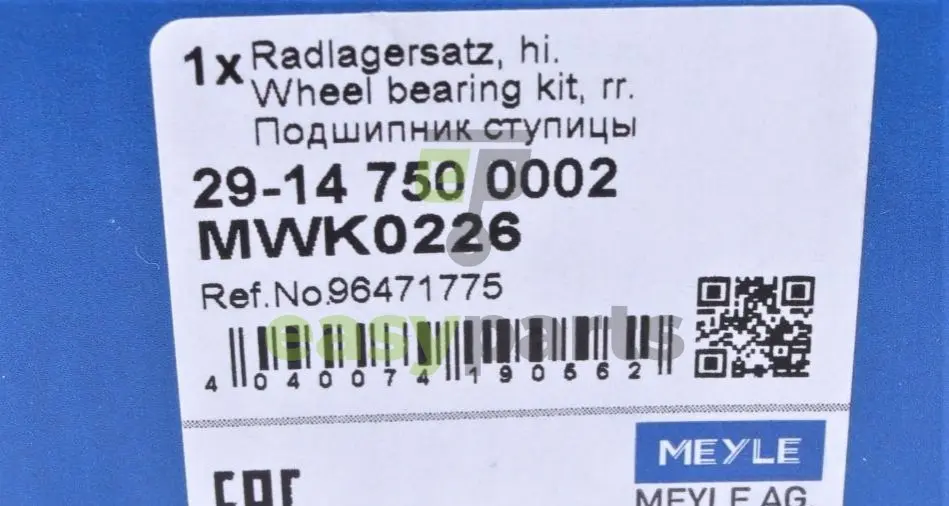 1x Radlagersatz, hi.
Wheel bearing kit, rr.
Подшипник ступицы
29-14 750 0002
MWK0226
Ref.No.96471775
easyparts
4 040074 190562
MEYLE
EAC
MEYLE AG.